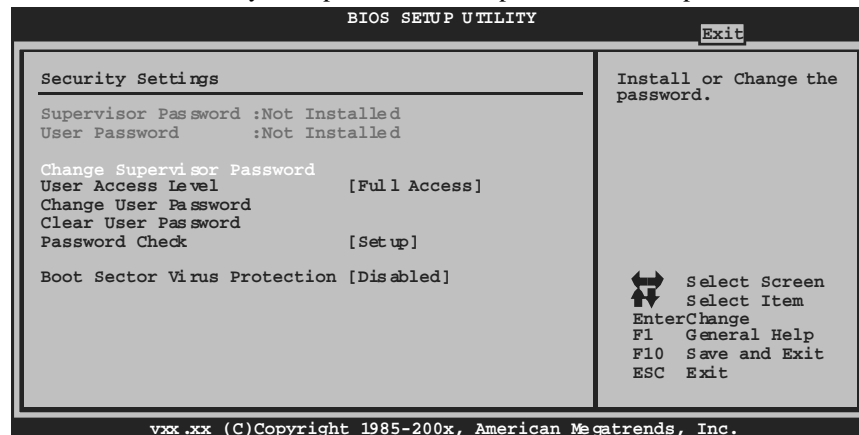 BIOS SETUP UTILITY
Exit
Security Settings
Supervisor Password :Not Installed
User Password :Not Installed
Change Supervisor Password
User Access Level [Full Access]
Change User Password
Clear User Password
Password Check [Setup]
Boot Sector Virus Protection [Disabled]
Install or Change the
password.
Select Screen
Select Item
EnterChange
F1 General Help
F10 Save and Exit
ESC Exit
vxx.xx (C)Copyright 1985-200x, American Megatrends, Inc.